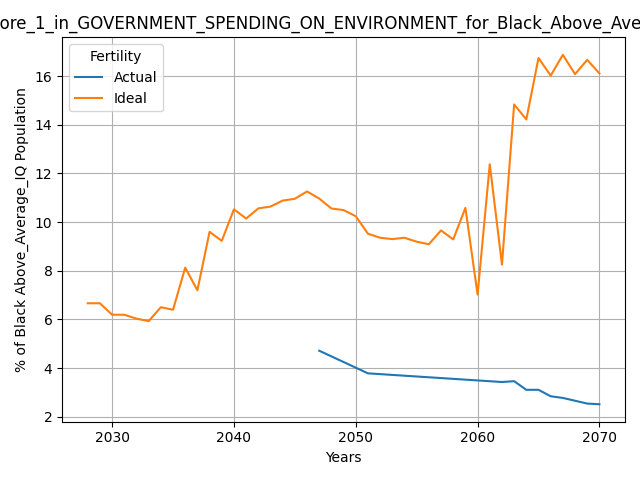 ore_1_in_GOVERNMENT_SPENDING_ON_ENVIRONMENT_for_Black_Above_Ave
Fertility
Actual
Ideal
% of Black Above_Average_IQ Population
16
14
12
10
8
6
4
2
2030 2040 2050 2060 2070
Years